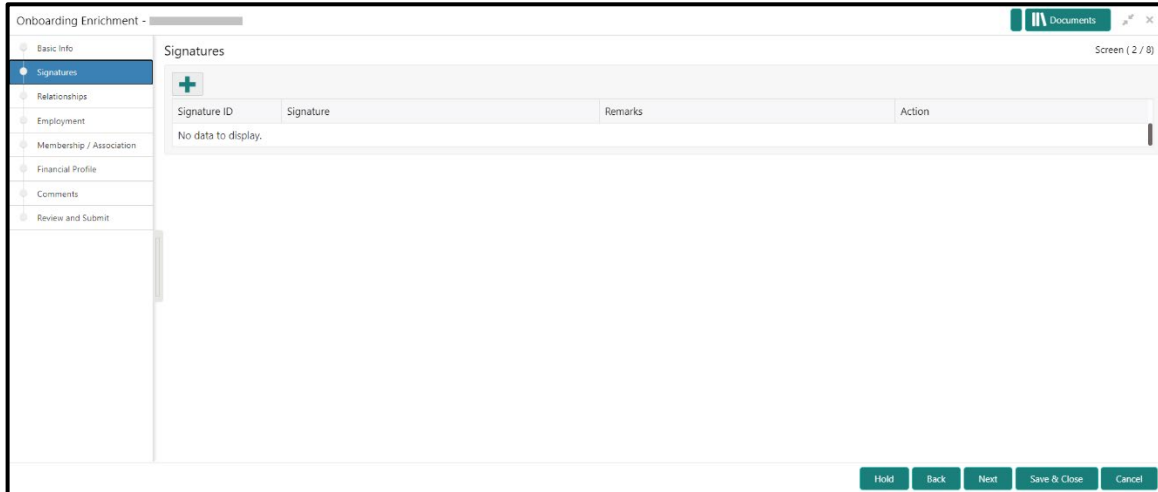 Onboarding Enrichment -
Documents
Basic Info
Signatures
Relationships
Employment
Membership / Association
Financial Profile
Comments
Review and Submit
Signatures
Screen ( 2 / 8)
Signature ID Signature Remarks Action
No data to display.
Hold Back Next Save & Close Cancel